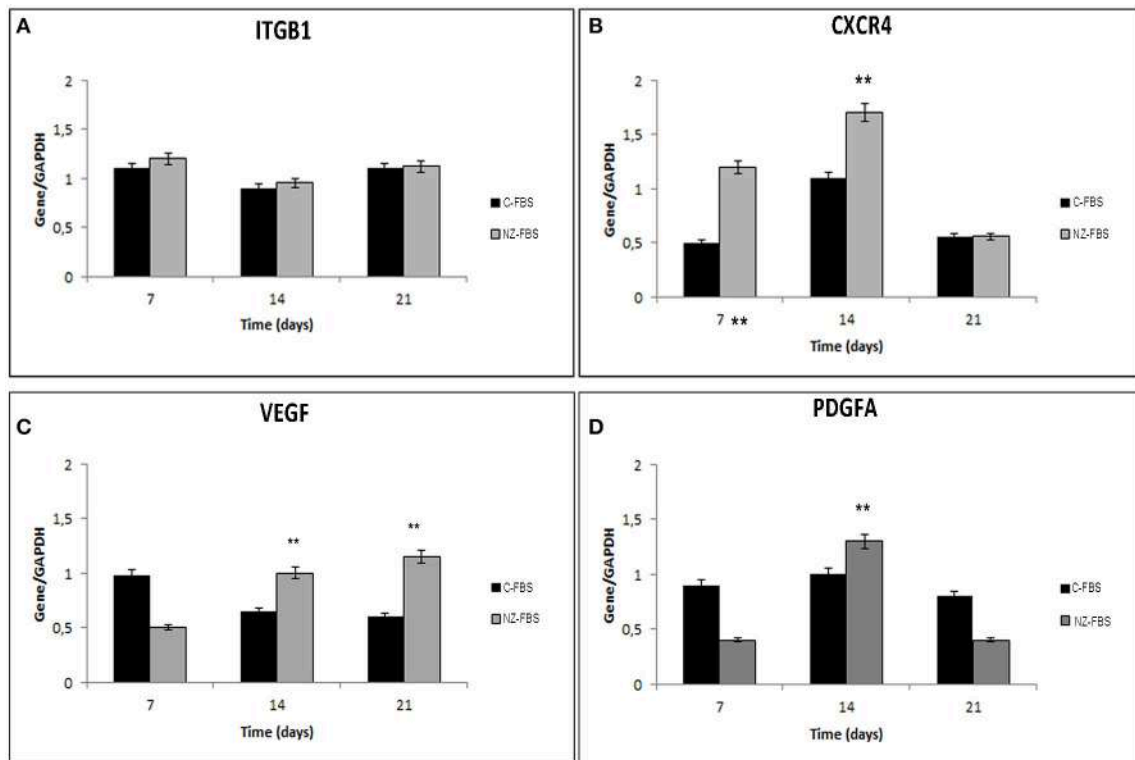 A
ITGB1
2
1,5
1
0,5
0
Gene/GAPDH
7 14 21
Time (days)
C-FBS
NZ-FBS
B
CXCR4
**
2
1,5
1
0,5
0
Gene/GAPDH
7 ** 14 21
Time (days)
C-FBS
NZ-FBS
C
VEGF
** **
2
1,5
1
0,5
0
Gene/GAPDH
7 14 21
Time (days)
C-FBS
NZ-FBS
D
PDGFA
**
2
1,5
1
0,5
0
Gene/GAPDH
7 14 21
Time (days)
C-FBS
NZ-FBS